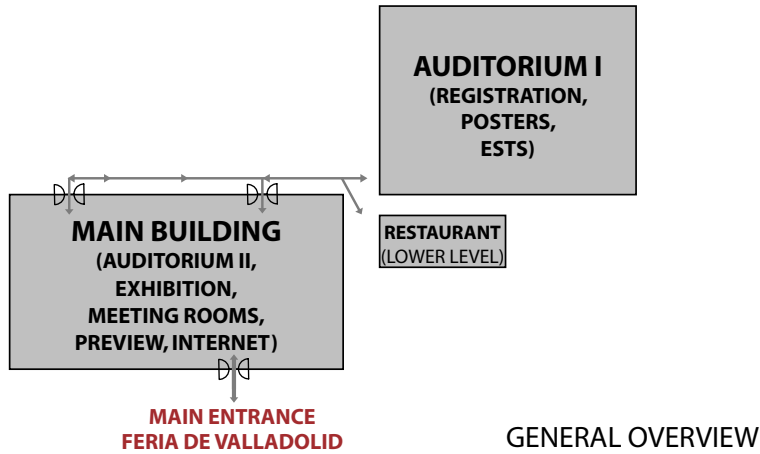 AUDITORIUM I
(REGISTRATION,
POSTERS,
ESTS)
MAIN BUILDING
(AUDITORIUM II,
EXHIBITION,
MEETING ROOMS,
PREVIEW, INTERNET)
RESTAURANT
(LOWER LEVEL)
MAIN ENTRANCE
FERIA DE VALLADOLID
GENERAL OVERVIEW